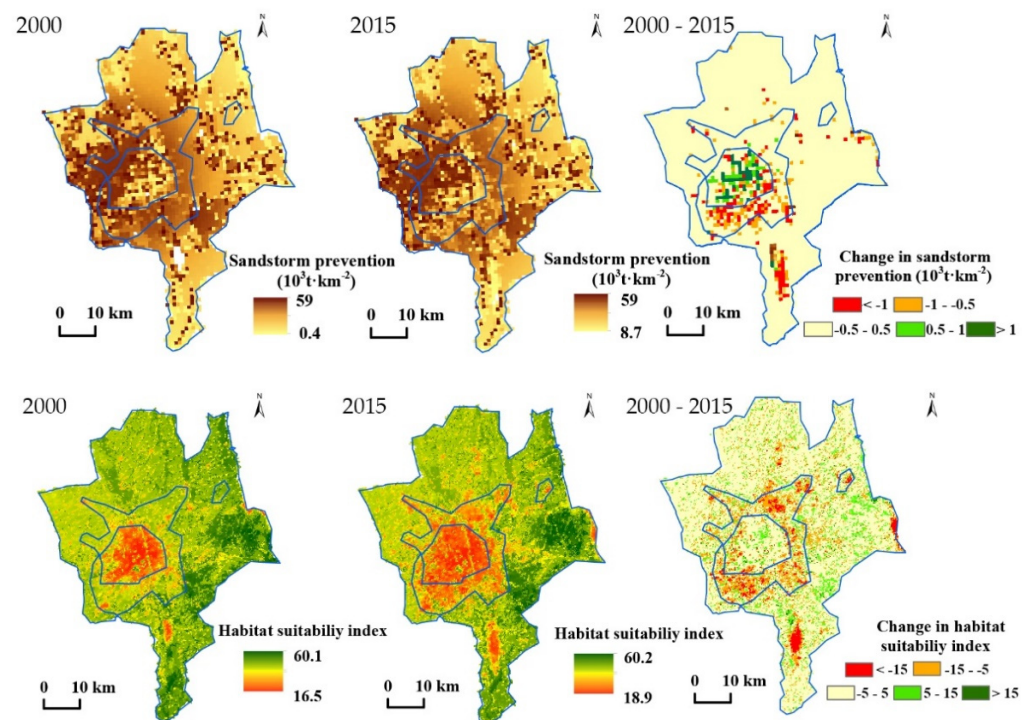 2000
N
2015
N
2000 - 2015
N
Sandstorm prevention
(10³t·km⁻²)
59
0.4
0 10 km
Sandstorm prevention
(10³t·km⁻²)
59
8.7
0 10 km
Change in sandstorm
prevention (10³t·km⁻²)
< -1 -1 - -0.5
-0.5 - 0.5 0.5 - 1 > 1
0 10 km
2000
N
2015
N
2000 - 2015
N
Habitat suitabiliy index
60.1
16.5
0 10 km
Habitat suitabiliy index
60.2
18.9
0 10 km
Change in habitat
suitabiliy index
< -15 -15 - -5
-5 - 5 5 - 15 > 15
0 10 km